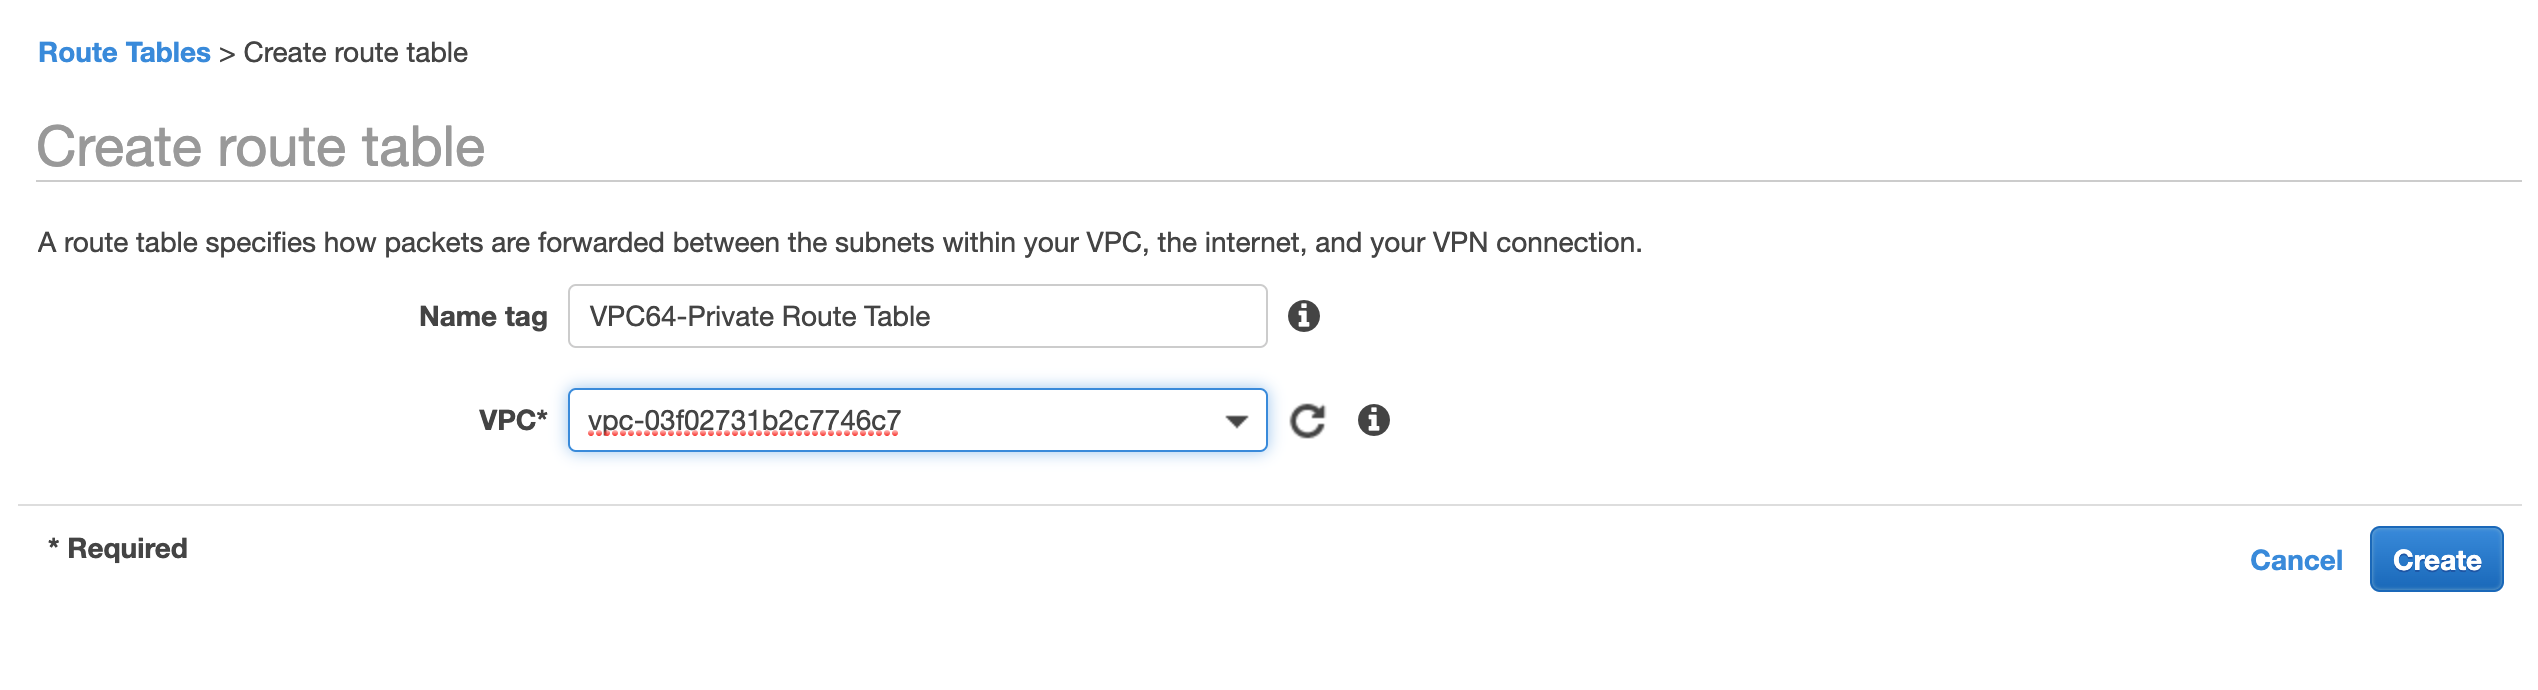 Route Tables > Create route table
Create route table
A route table specifies how packets are forwarded between the subnets within your VPC, the internet, and your VPN connection.
Name tag VPC64-Private Route Table
VPC* vpc-03f02731b2c7746c7
* Required
Cancel Create